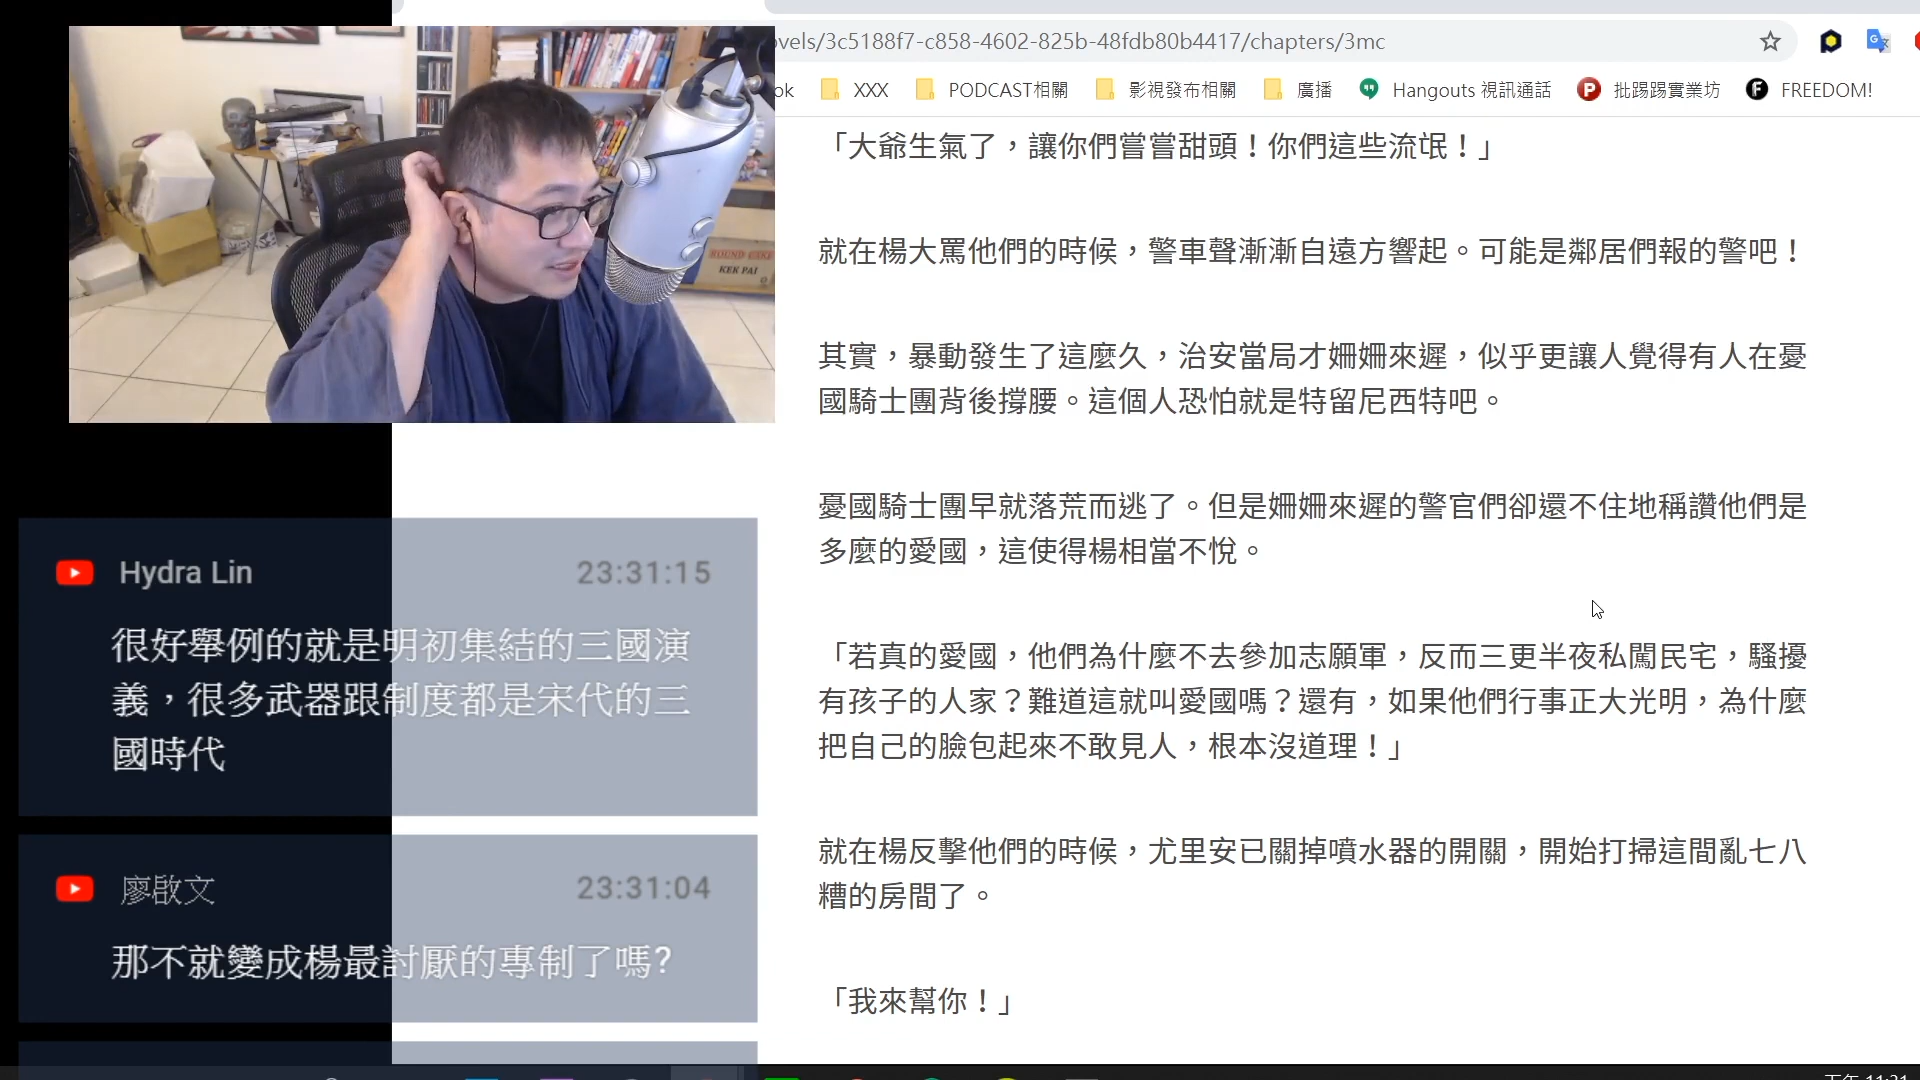 ovels/3c5188f7-c858-4602-825b-48fdb80b4417/chapters/3mc
ok XXX PODCAST相關 影視發布相關 廣播 Hangouts 視訊通話 批踢踢實業坊 FREEDOM!
「大爺生氣了，讓你們嘗嘗甜頭！你們這些流氓！」
就在楊大罵他們的時候，警車聲漸漸自遠方響起。可能是鄰居們報的警吧！
其實，暴動發生了這麼久，治安當局才姍姍來遲，似乎更讓人覺得有人在憂
國騎士團背後撐腰。這個人恐怕就是特留尼西特吧。
憂國騎士團早就落荒而逃了。但是姍姍來遲的警官們卻還不住地稱讚他們是
多麼的愛國，這使得楊相當不悅。
「若真的愛國，他們為什麼不去參加志願軍，反而三更半夜私闖民宅，騷擾
有孩子的人家？難道這就叫愛國嗎？還有，如果他們行事正大光明，為什麼
把自己的臉包起來不敢見人，根本沒道理！」
就在楊反擊他們的時候，尤里安已關掉噴水器的開關，開始打掃這間亂七八
糟的房間了。
「我來幫你！」
ROUND CAKE
KEK PAI
Hydra Lin 23:31:15
很好舉例的就是明初集結的三國演
義，很多武器跟制度都是宋代的三
國時代
廖啟文 23:31:04
那不就變成楊最討厭的專制了嗎?